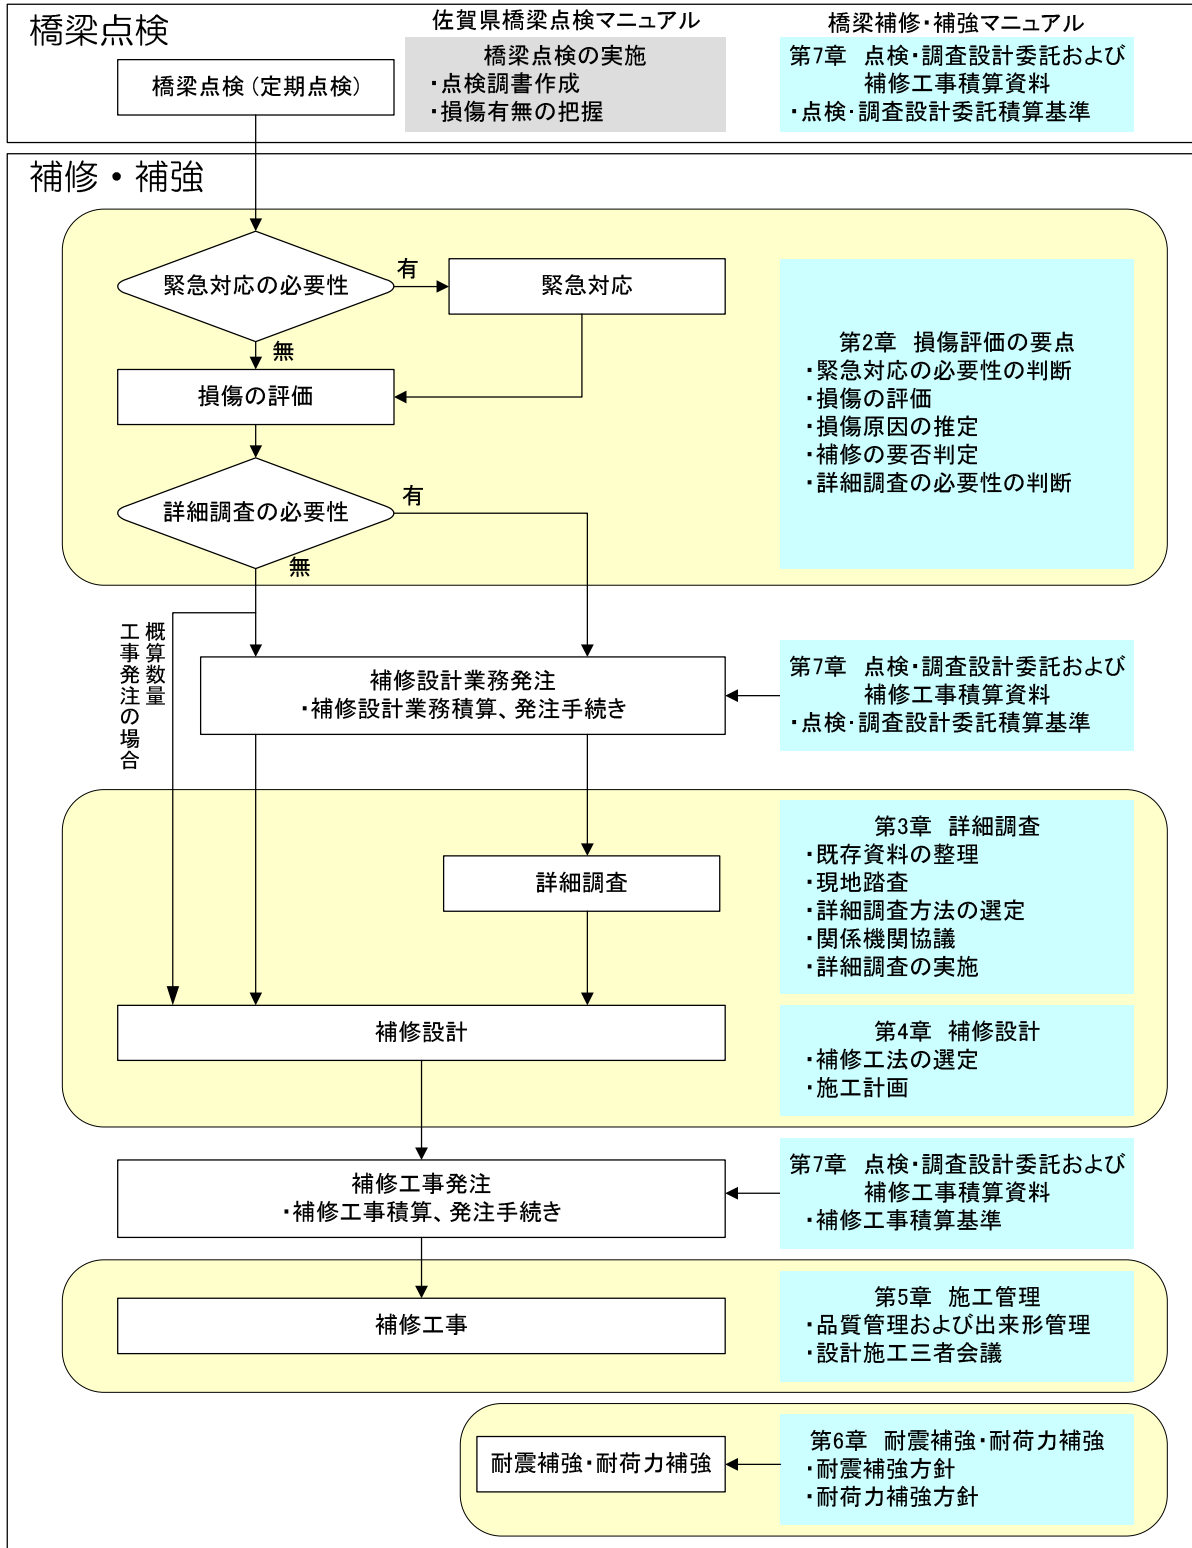 橋梁点検
佐賀県橋梁点検マニュアル
橋梁補修・補強マニュアル
橋梁点検（定期点検）
橋梁点検の実施
・点検調書作成
・損傷有無の把握
第7章　点検・調査設計委託および
補修工事積算資料
・点検・調査設計委託積算基準
補修・補強
緊急対応の必要性
有
緊急対応
無
損傷の評価
詳細調査の必要性
有
無
第2章　損傷評価の要点
・緊急対応の必要性の判断
・損傷の評価
・損傷原因の推定
・補修の要否判定
・詳細調査の必要性の判断
概算数量
工事発注の場合
補修設計業務発注
・補修設計業務積算、発注手続き
第7章　点検・調査設計委託および
補修工事積算資料
・点検・調査設計委託積算基準
詳細調査
第3章　詳細調査
・既存資料の整理
・現地踏査
・詳細調査方法の選定
・関係機関協議
・詳細調査の実施
補修設計
第4章　補修設計
・補修工法の選定
・施工計画
補修工事発注
・補修工事積算、発注手続き
第7章　点検・調査設計委託および
補修工事積算資料
・補修工事積算基準
補修工事
第5章　施工管理
・品質管理および出来形管理
・設計施工三者会議
耐震補強・耐荷力補強
第6章　耐震補強・耐荷力補強
・耐震補強方針
・耐荷力補強方針